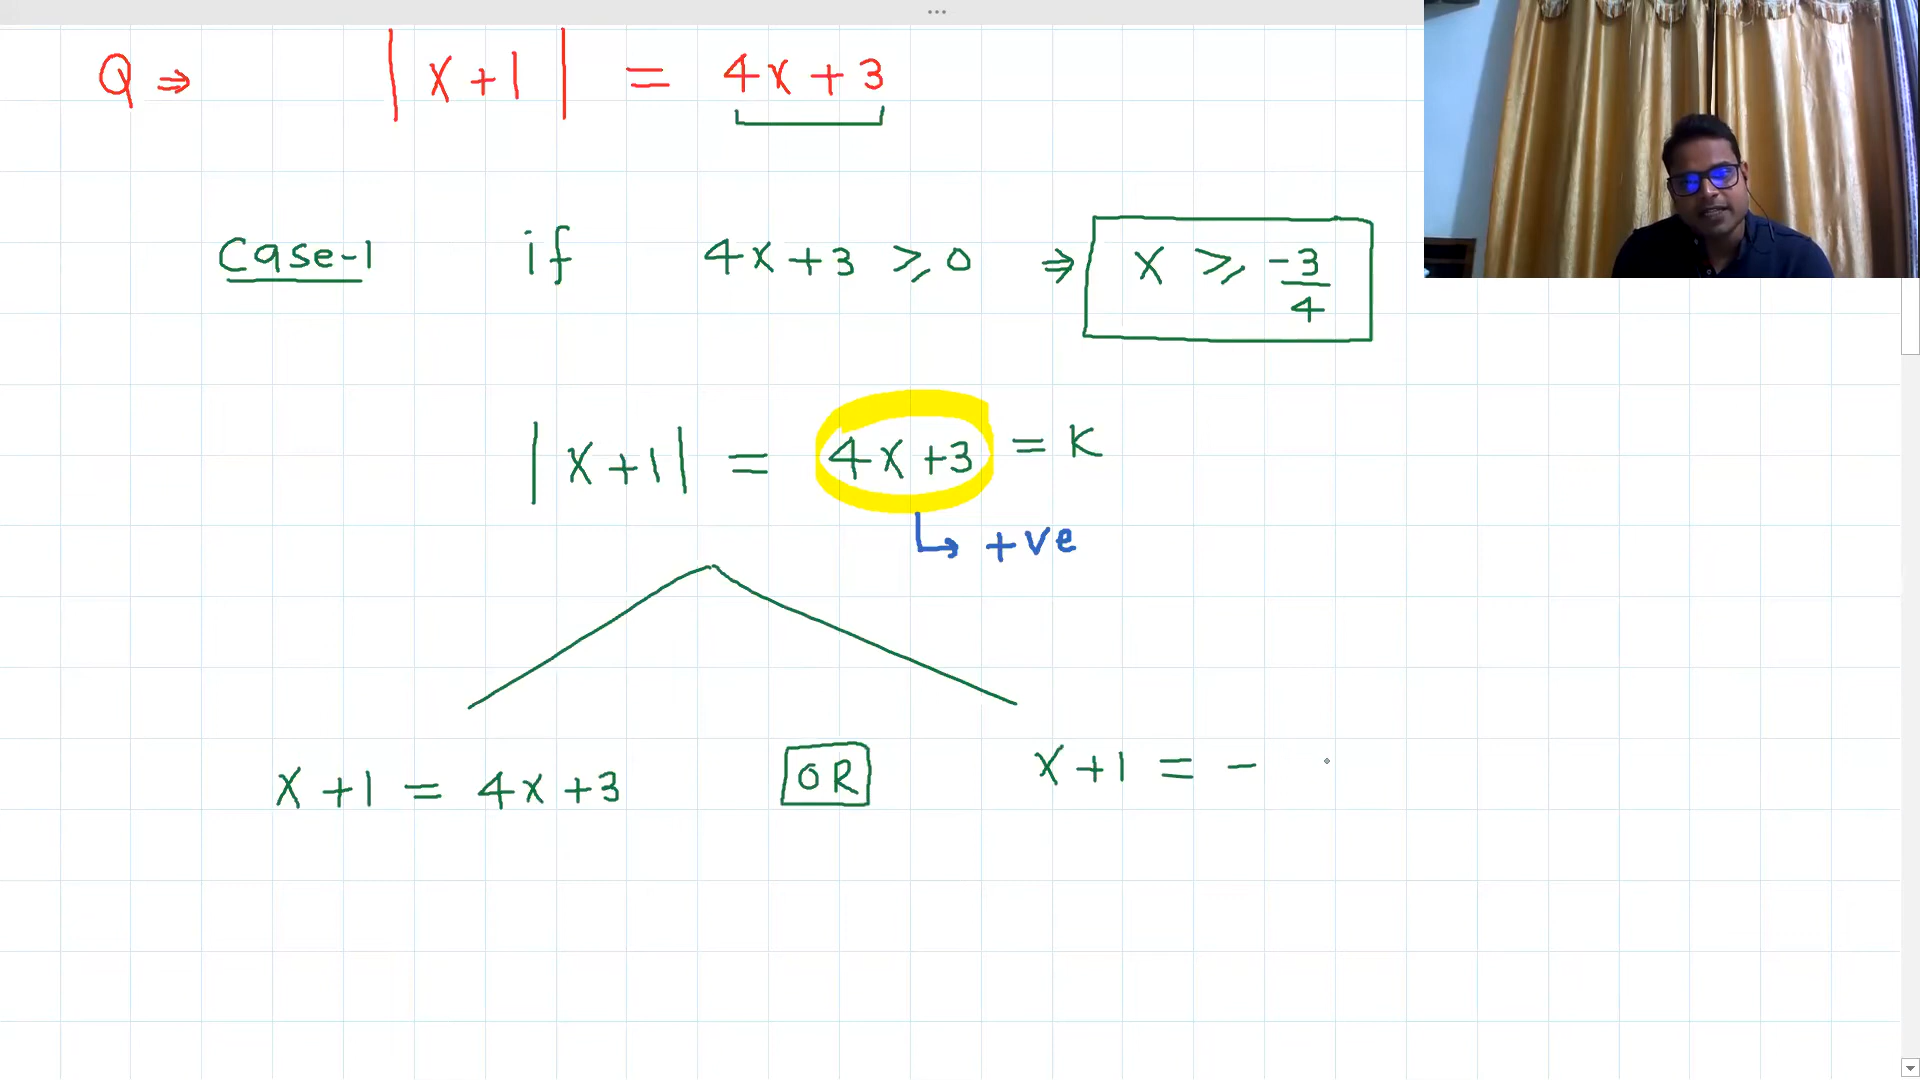 Q ⇒ |x+1| = 4x+3
Case-1 if 4x+3 ≥ 0 ⇒ x ≥ -3/4
|x+1| = 4x+3 = K
↳ +ve
x+1 = 4x+3 OR x+1 = -